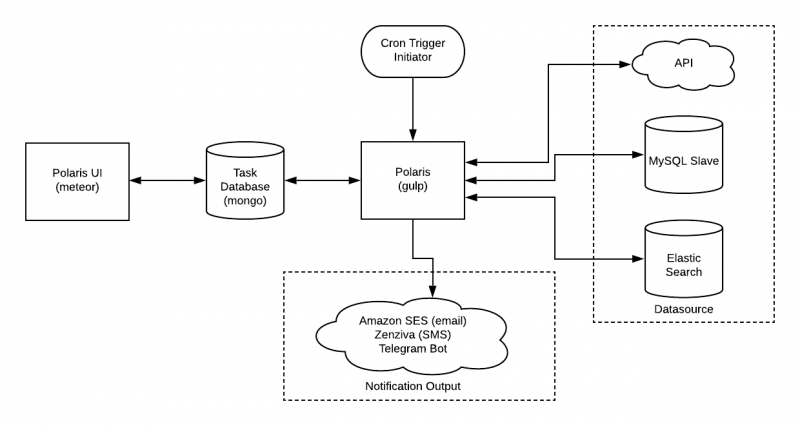 Cron Trigger
Initiator
API
Polaris UI
(meteor)
Task
Database
(mongo)
Polaris
(gulp)
MySQL Slave
Elastic
Search
Datasource
Amazon SES (email)
Zenziva (SMS)
Telegram Bot
Notification Output